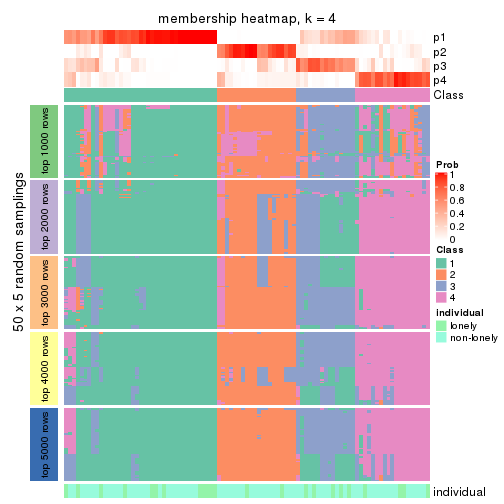 membership heatmap, k = 4
p1
p2
p3
p4
Class
50 x 5 random samplings
top 1000 rows
top 2000 rows
top 3000 rows
top 4000 rows
top 5000 rows
individual
Prob
1
0.8
0.6
0.4
0.2
0
Class
1
2
3
4
individual
lonely
non-lonely